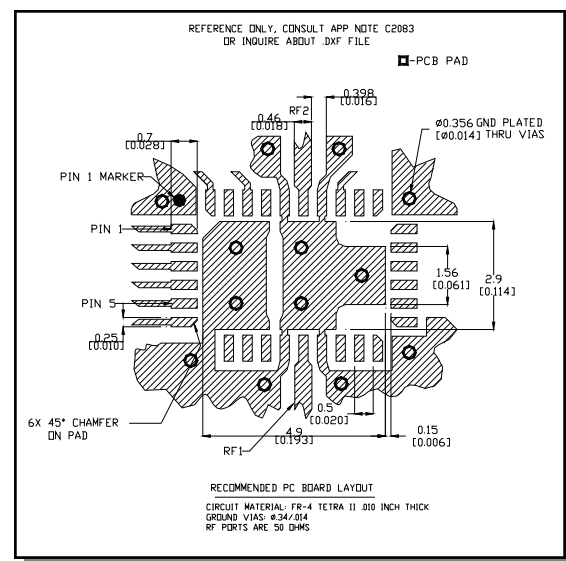 REFERENCE ONLY, CONSULT APP NOTE C2083
OR INQUIRE ABOUT .DXF FILE
-PCB PAD
0.398
[0.016]
0.46
[0.018]
RF2
0.7
[0.028]
Ø0.356 GND PLATED
[Ø0.014] THRU VIAS
PIN 1 MARKER
PIN 1
1.56
[0.061]
2.9
[0.114]
PIN 5
0.25
[0.010]
6X 45° CHAMFER
ON PAD
0.5
[0.020]
4.9
[0.193]
0.15
[0.006]
RF1
RECOMMENDED PC BOARD LAYOUT
CIRCUIT MATERIAL: FR-4 TETRA II .010 INCH THICK
GROUND VIAS: Ø.34/.014
RF PORTS ARE 50 OHMS